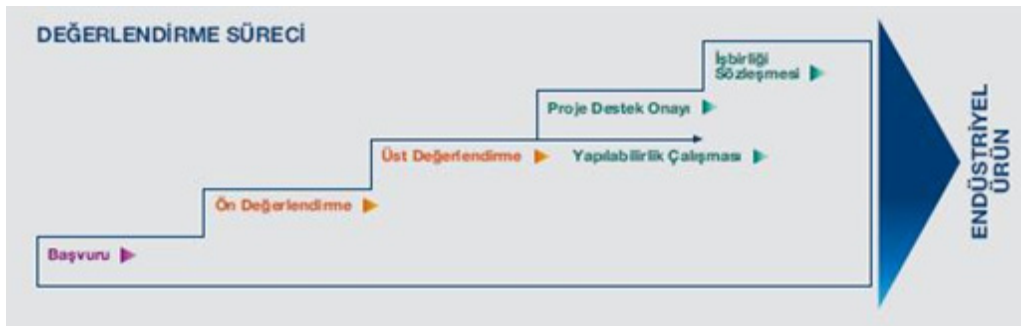 DEĞERLENDİRME SÜRECİ
İşbirliği
Sözleşmesi
Proje Destek Onayı
Üst Değerlendirme
Yapılabilirlik Çalışması
Ön Değerlendirme
Başvuru
ENDÜSTRİYEL
ÜRÜN